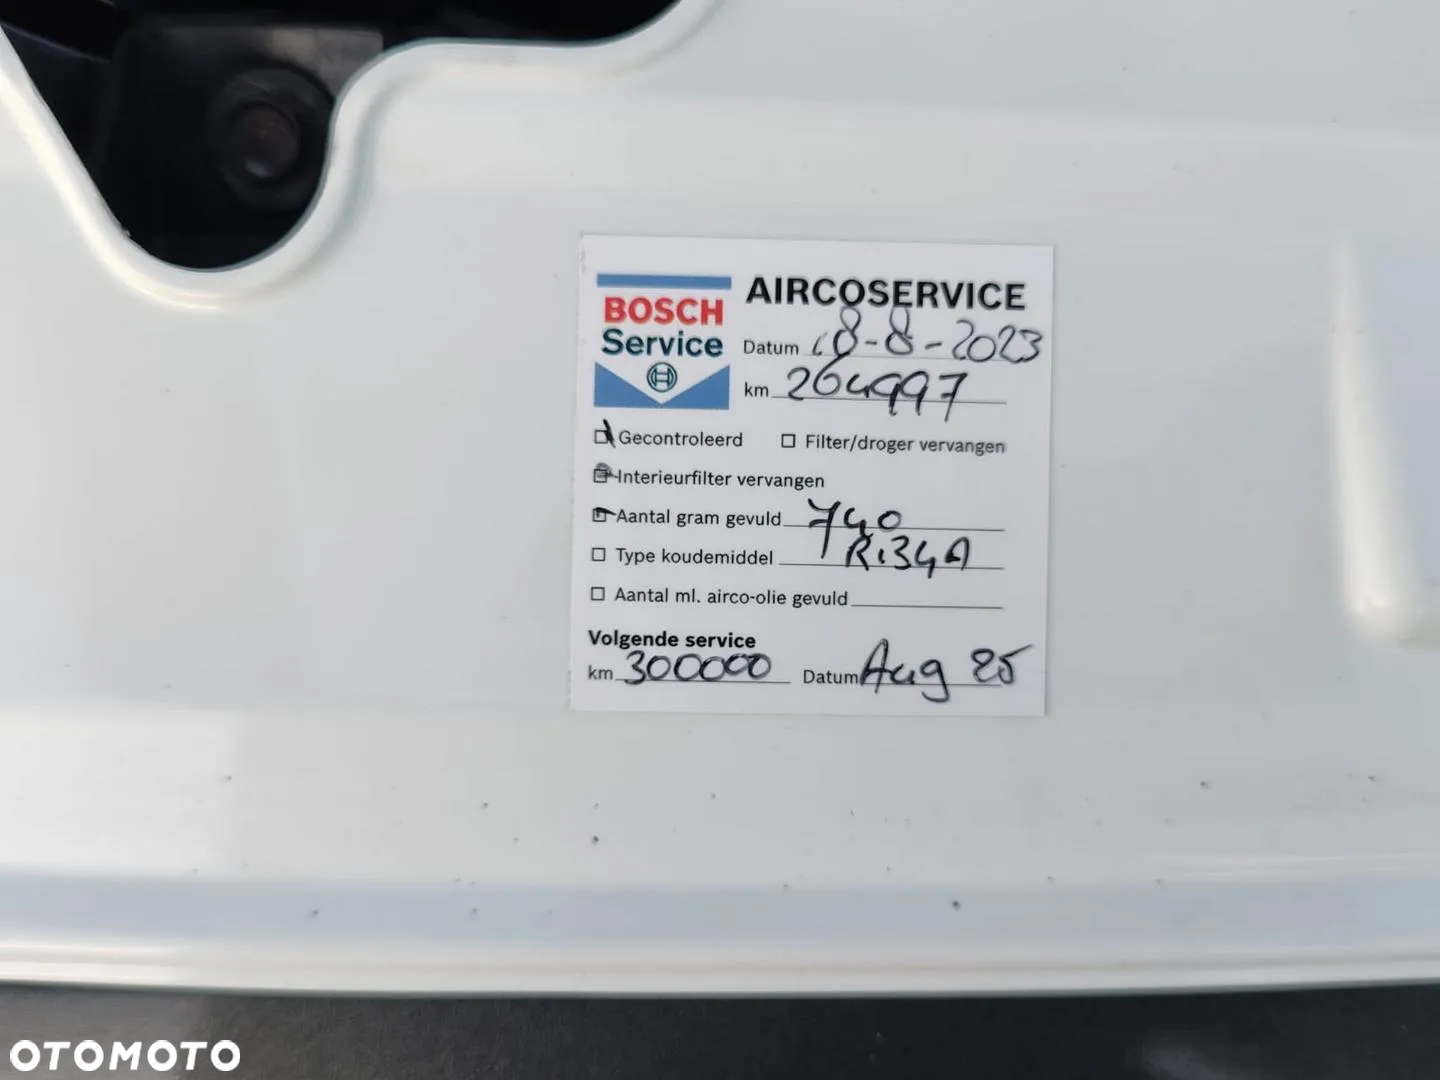 AIRCOSERVICE
BOSCH
Service
Datum 18-8-2023
km 264997
Gecontroleerd
Filter/droger vervangen
Interieurfilter vervangen
Aantal gram gevuld 740
Type koudemiddel R134A
Aantal ml. airco-olie gevuld
Volgende service
km 300000 Datum Aug 25
OTOMOTO